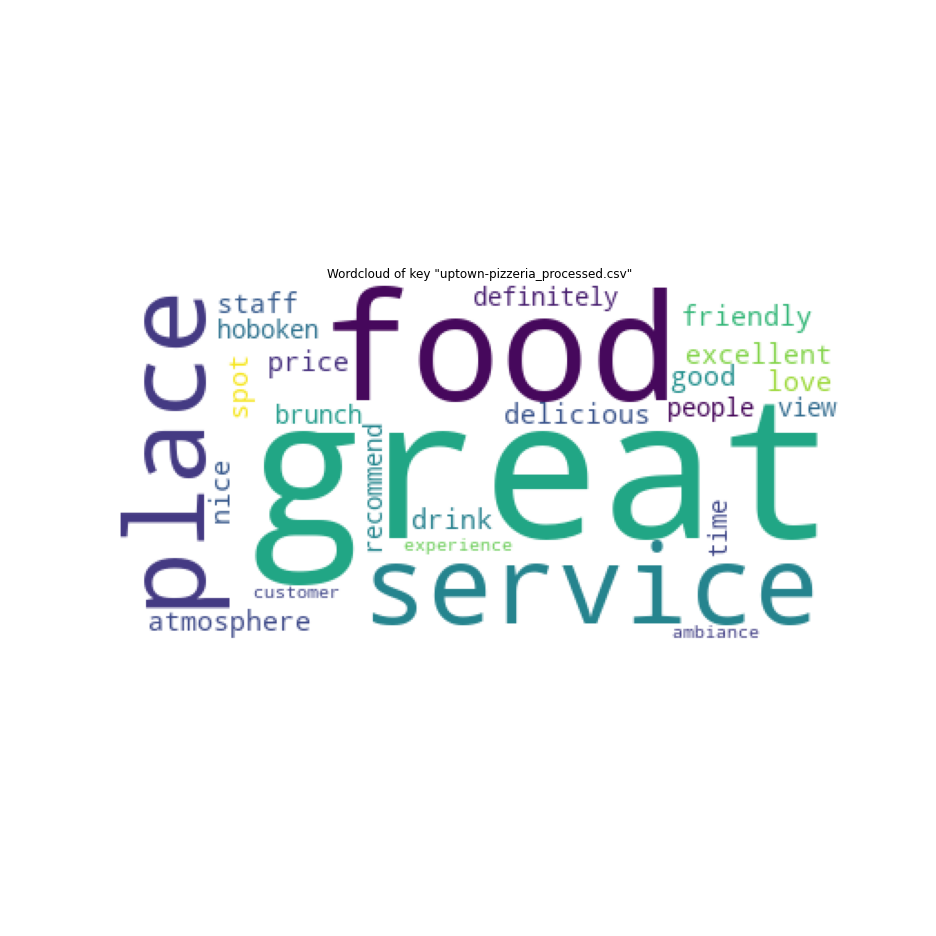 Wordcloud of key "uptown-pizzeria_processed.csv"
place
staff
hoboken
food
definitely
friendly
price
spot
excellent
good
love
brunch
delicious
people
view
great
recommend
nice
drink
time
experience
service
customer
atmosphere
ambiance